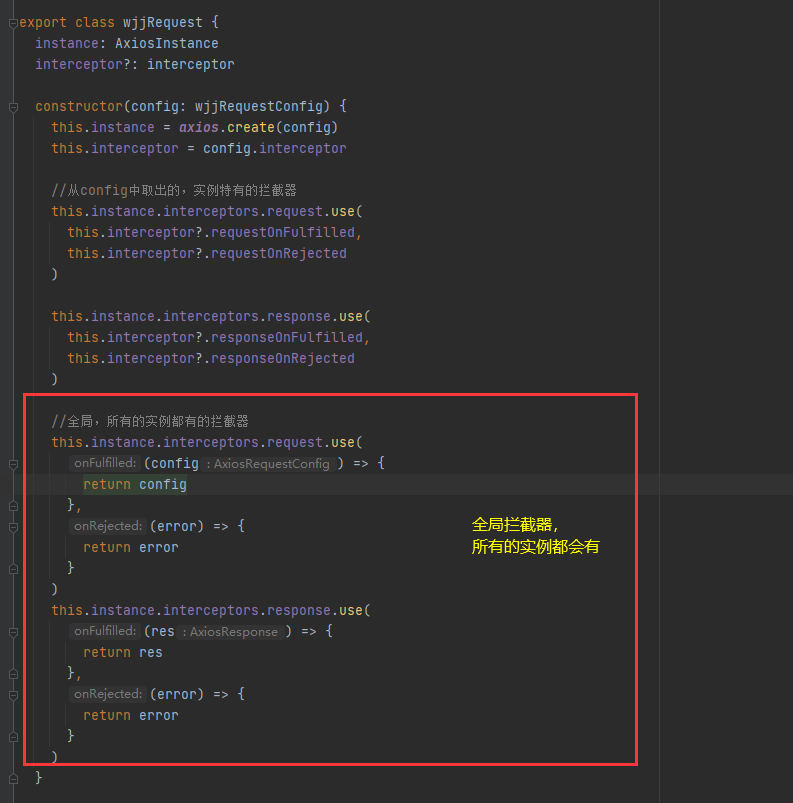 export class wjjRequest {
instance: AxiosInstance
interceptor?: interceptor
constructor(config: wjjRequestConfig) {
this.instance = axios.create(config)
this.interceptor = config.interceptor
//从config中取出的，实例特有的拦截器
this.instance.interceptors.request.use(
this.interceptor?.requestOnFulfilled,
this.interceptor?.requestOnRejected
)
this.instance.interceptors.response.use(
this.interceptor?.responseOnFulfilled,
this.interceptor?.responseOnRejected
)
//全局，所有的实例都有的拦截器
this.instance.interceptors.request.use(
onFulfilled: (config : AxiosRequestConfig ) => {
return config
},
onRejected: (error) => {
return error
}
)
全局拦截器，
所有的实例都会有
this.instance.interceptors.response.use(
onFulfilled: (res : AxiosResponse ) => {
return res
},
onRejected: (error) => {
return error
}
)
}